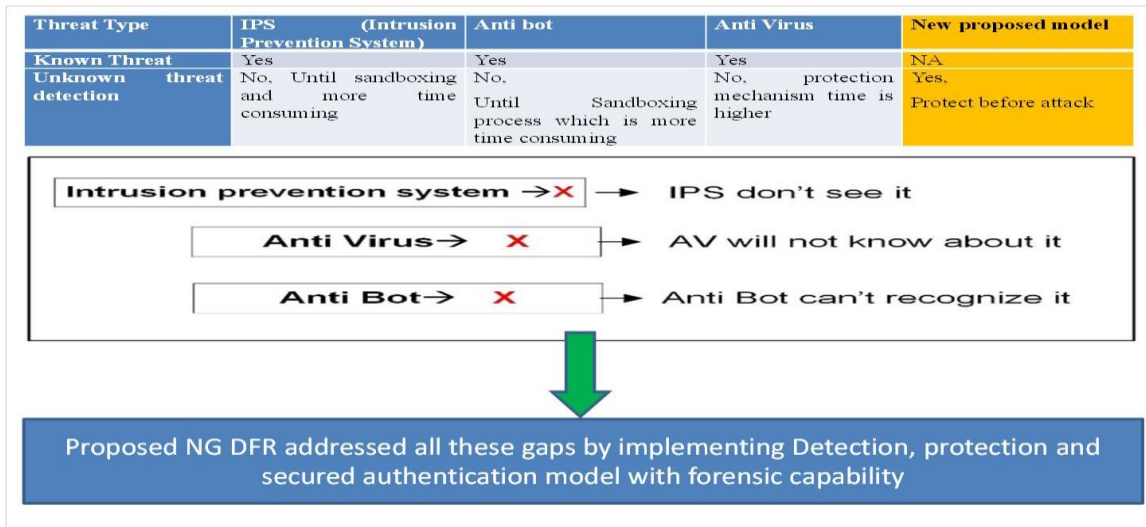 Threat Type IPS (Intrusion Prevention System) Anti bot Anti Virus New proposed model
Known Threat Yes Yes Yes NA
Unknown threat detection No, Until sandboxing and more time consuming No, Until Sandboxing process which is more time consuming No, protection mechanism time is higher Yes, Protect before attack
Intrusion prevention system → X → IPS don't see it
Anti Virus→ X → AV will not know about it
Anti Bot→ X → Anti Bot can't recognize it
Proposed NG DFR addressed all these gaps by implementing Detection, protection and
secured authentication model with forensic capability